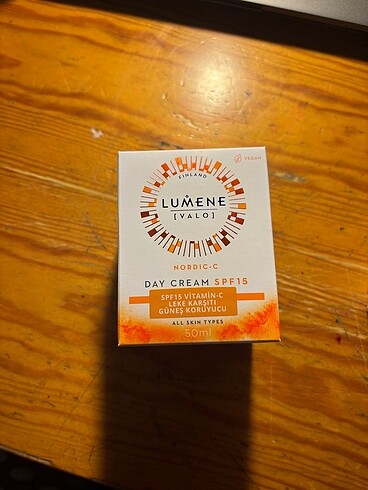 VEGAN
FINLAND
LUMENE
[VALO]
NORDIC-C
DAY CREAM SPF15
SPF15 VİTAMİN-C
LEKE KARŞITI
GÜNEŞ KORUYUCU
ALL SKIN TYPES
50ml